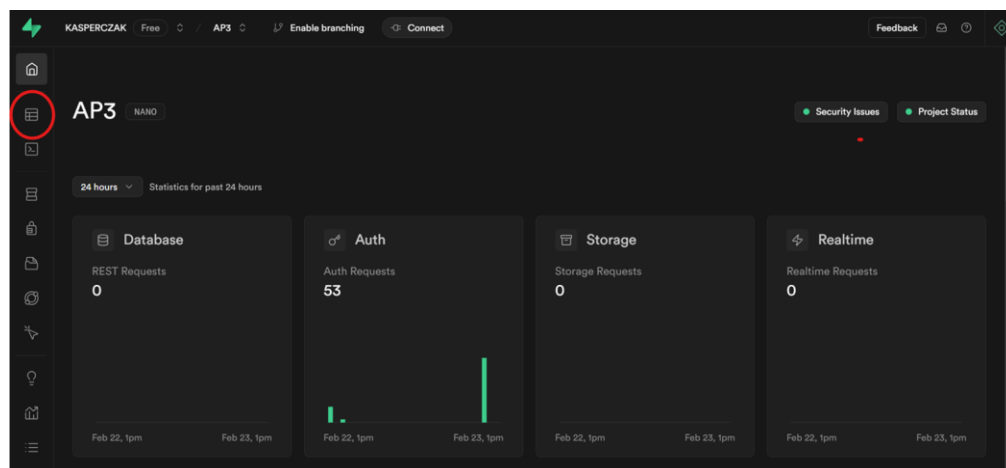 KASPERCZAK Free / AP3 Enable branching Connect Feedback
AP3 NANO Security Issues Project Status
24 hours Statistics for past 24 hours
Database
REST Requests
0
Feb 22, 1pm Feb 23, 1pm
Auth
Auth Requests
53
Feb 22, 1pm Feb 23, 1pm
Storage
Storage Requests
0
Feb 22, 1pm Feb 23, 1pm
Realtime
Realtime Requests
0
Feb 22, 1pm Feb 23, 1pm